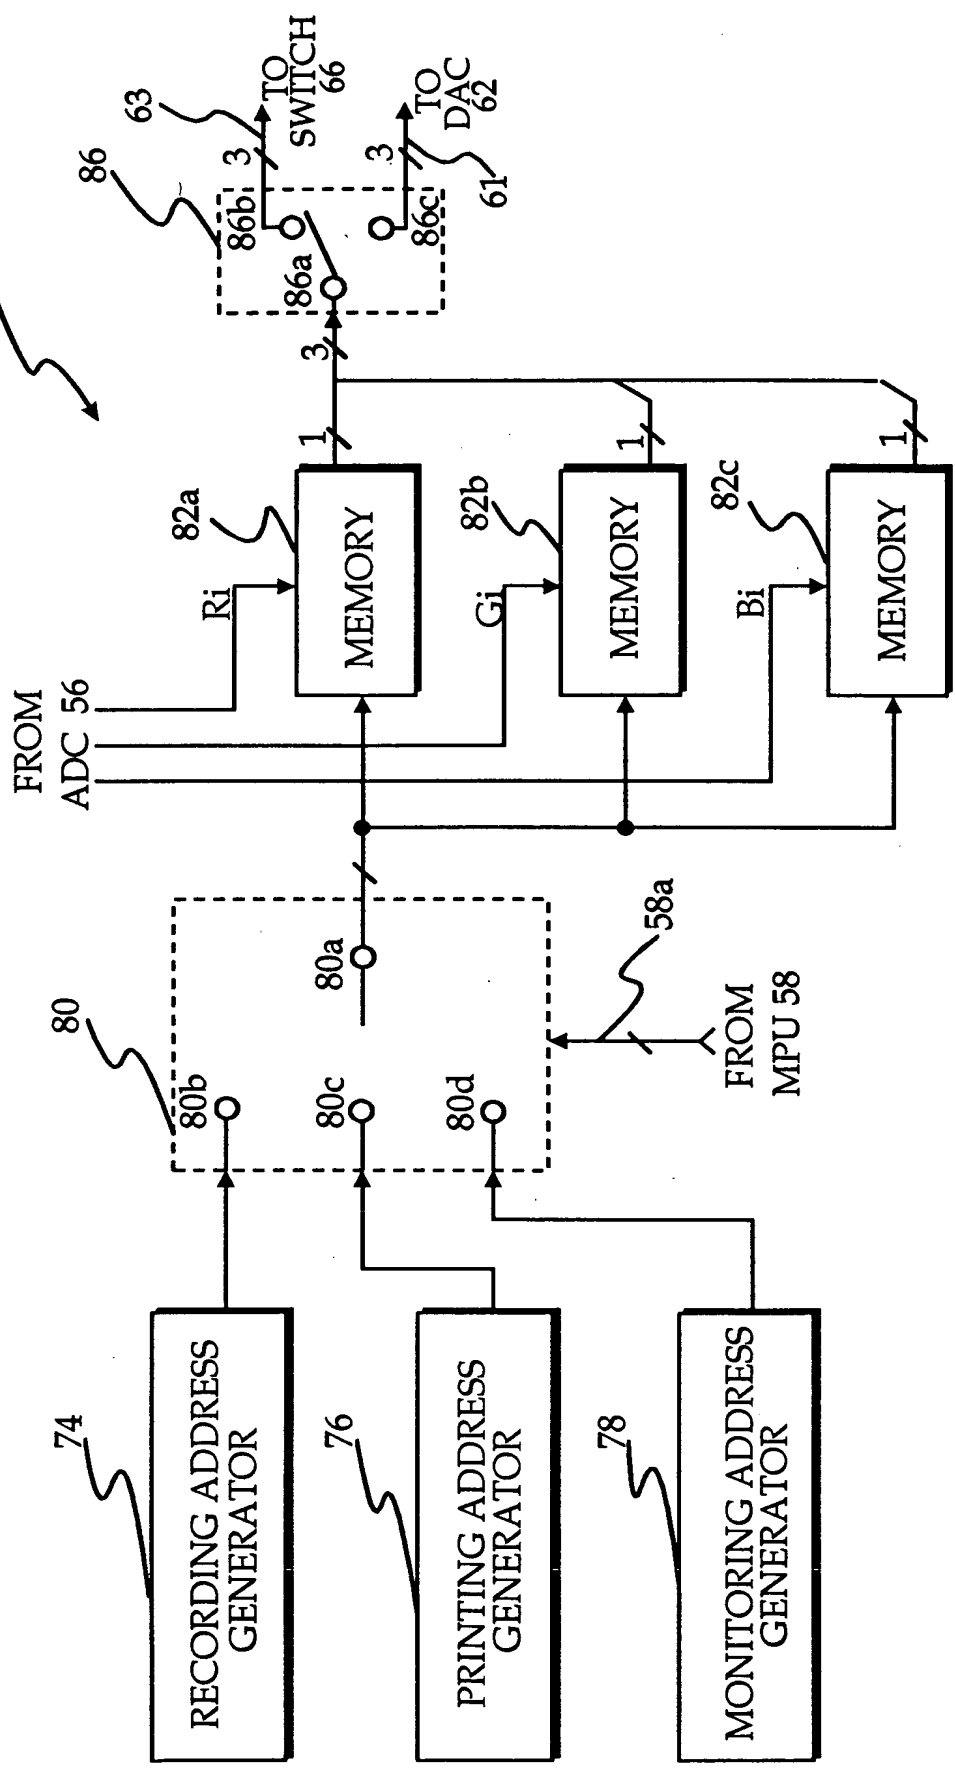 74
RECORDING ADDRESS
GENERATOR
76
PRINTING ADDRESS
GENERATOR
78
MONITORING ADDRESS
GENERATOR
80
80b
80c
80d
80a
58a
FROM
MPU 58
FROM
ADC 56
Ri
Gi
Bi
82a
MEMORY
82b
MEMORY
82c
MEMORY
1
1
1
3
86
86a
86b
86c
3
63
TO
SWITCH
66
3
61
TO
DAC
62